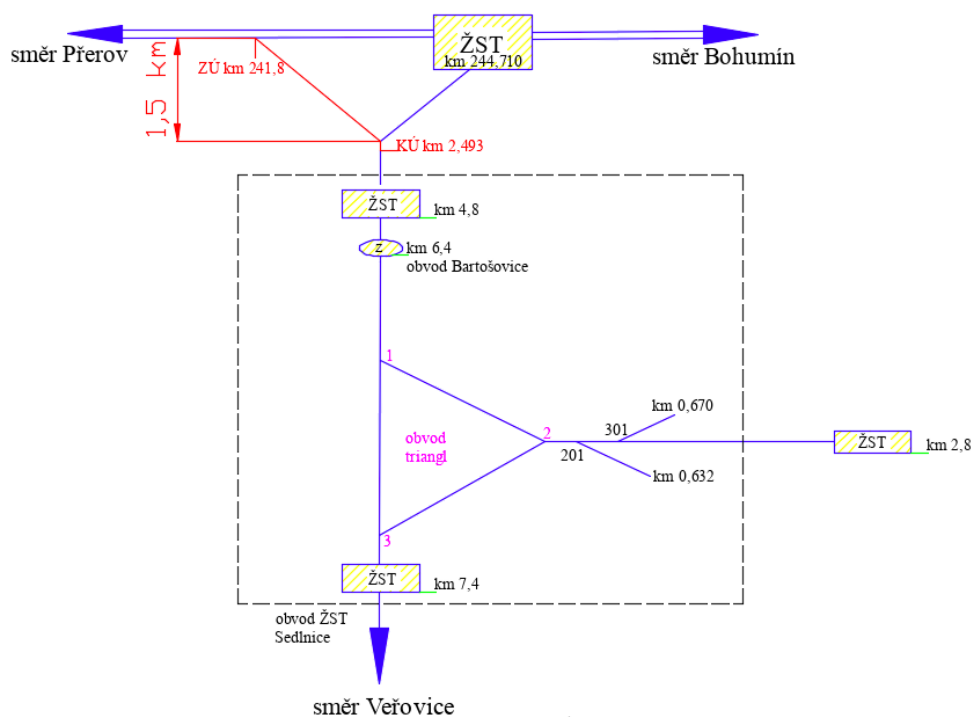 směr Přerov
ŽST
km 244,710
směr Bohumín
ZÚ km 241,8
1,5 km
KÚ km 2,493
ŽST
km 4,8
z
km 6,4
obvod Bartošovice
1
km 0,670
obvod
triangl
2
301
201
ŽST
km 2,8
km 0,632
3
ŽST
km 7,4
obvod ŽST
Sedlnice
směr Veřovice